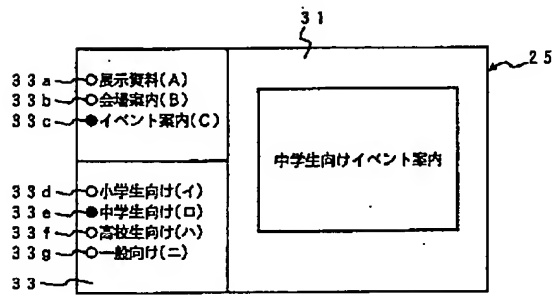 31
25
33a ○展示資料(A)
33b ○会場案内(B)
33c ●イベント案内(C)
中学生向けイベント案内
33d ○小学生向け(イ)
33e ●中学生向け(ロ)
33f ○高校生向け(ハ)
33g ○一般向け(ニ)
33